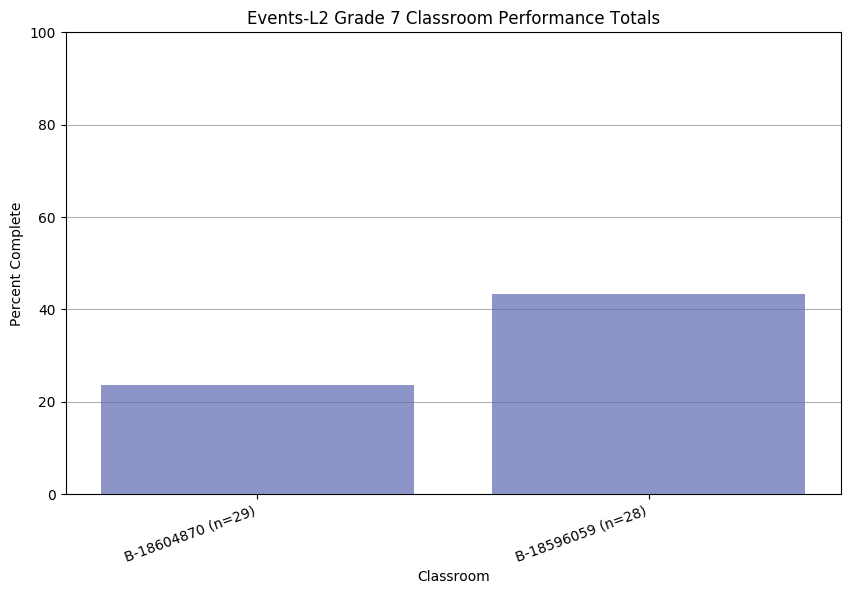 Events-L2 Grade 7 Classroom Performance Totals
100
80
60
40
20
0
Percent Complete
B-18604870 (n=29)
B-18596059 (n=28)
Classroom